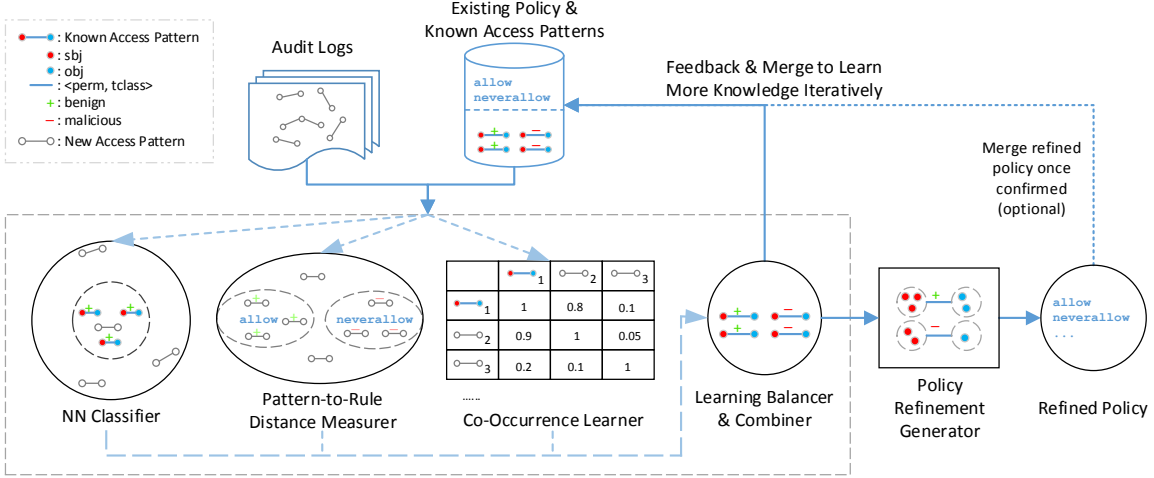 : Known Access Pattern
: sbj
: obj
: <perm, tclass>
+ : benign
− : malicious
: New Access Pattern
Audit Logs
Existing Policy &
Known Access Patterns
allow
neverallow
+ −
+ −
Feedback & Merge to Learn
More Knowledge Iteratively
Merge refined
policy once
confirmed
(optional)
+
+ +
+
NN Classifier
+ −
allow + neverallow
+ − −
Pattern-to-Rule
Distance Measurer
1 2 3
1 1 0.8 0.1
2 0.9 1 0.05
3 0.2 0.1 1
......
Co-Occurrence Learner
+ −
+ −
Learning Balancer
& Combiner
+
−
Policy
Refinement
Generator
allow
neverallow
...
Refined Policy